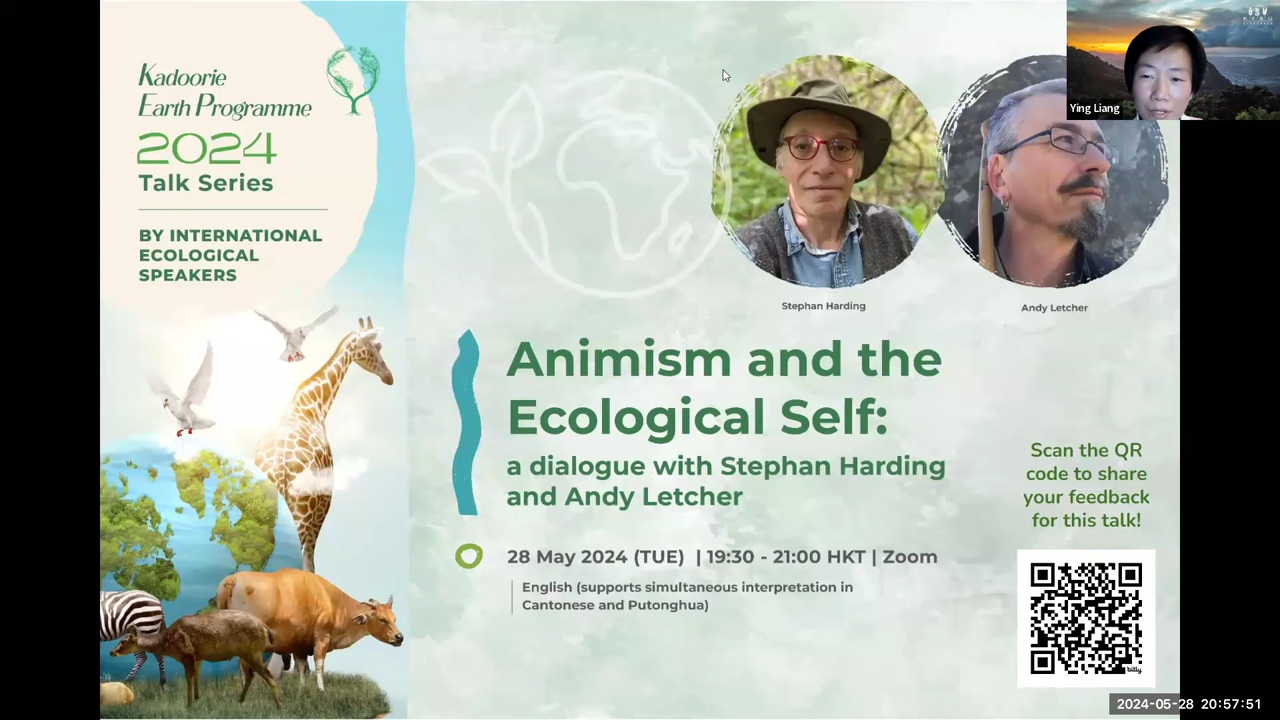 Kadoorie
Earth Programme
2024
Talk Series
BY INTERNATIONAL
ECOLOGICAL
SPEAKERS
Ying Liang
Stephan Harding
Andy Letcher
Animism and the
Ecological Self:
a dialogue with Stephan Harding
and Andy Letcher
28 May 2024 (TUE) | 19:30 - 21:00 HKT | Zoom
English (supports simultaneous interpretation in
Cantonese and Putonghua)
Scan the QR
code to share
your feedback
for this talk!
bitly
2024-05-28 20:57:51